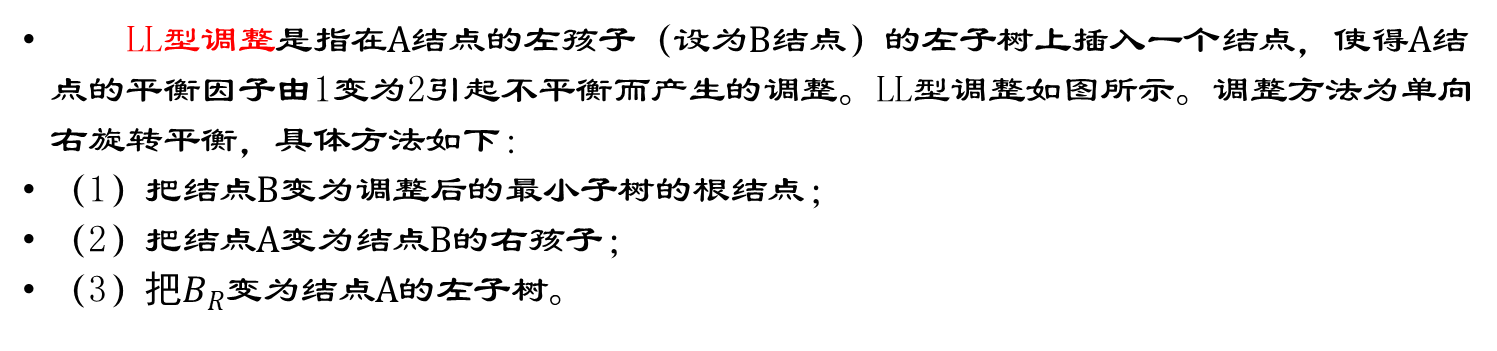 • LL型调整是指在A结点的左孩子（设为B结点）的左子树上插入一个结点，使得A结
点的平衡因子由1变为2引起不平衡而产生的调整。LL型调整如图所示。调整方法为单向
右旋转平衡，具体方法如下：
• （1）把结点B变为调整后的最小子树的根结点；
• （2）把结点A变为结点B的右孩子；
• （3）把B_R变为结点A的左子树。